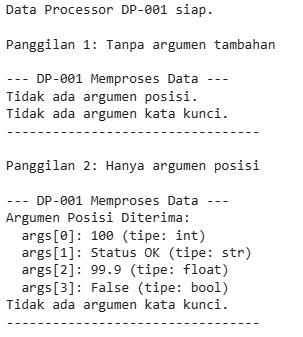 Data Processor DP-001 siap.
Panggilan 1: Tanpa argumen tambahan
--- DP-001 Memproses Data ---
Tidak ada argumen posisi.
Tidak ada argumen kata kunci.
---------------------------------
Panggilan 2: Hanya argumen posisi
--- DP-001 Memproses Data ---
Argumen Posisi Diterima:
  args[0]: 100 (tipe: int)
  args[1]: Status OK (tipe: str)
  args[2]: 99.9 (tipe: float)
  args[3]: False (tipe: bool)
Tidak ada argumen kata kunci.
---------------------------------